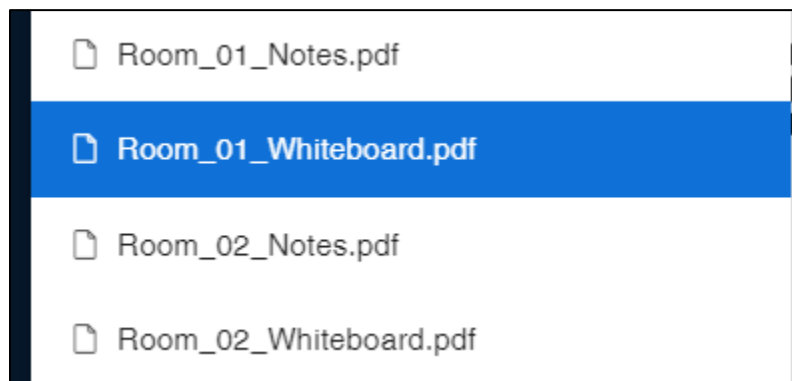 Room_01_Notes.pdf
Room_01_Whiteboard.pdf
Room_02_Notes.pdf
Room_02_Whiteboard.pdf